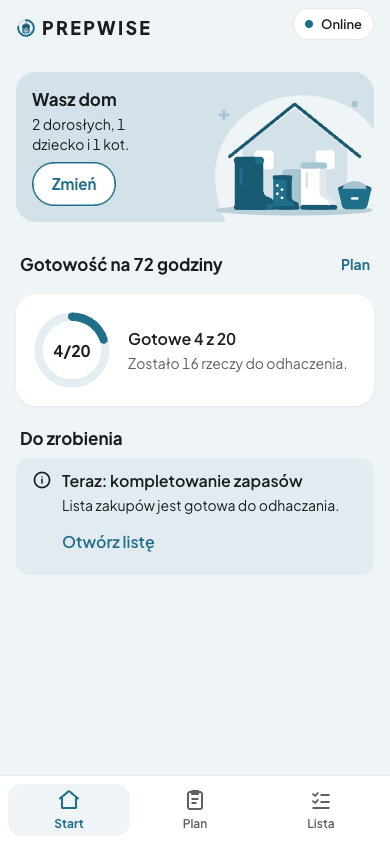 PREPWISE
Online
Wasz dom
2 dorosłych, 1
dziecko i 1 kot.
Zmień
Gotowość na 72 godziny
Plan
4/20
Gotowe 4 z 20
Zostało 16 rzeczy do odhaczenia.
Do zrobienia
Teraz: kompletowanie zapasów
Lista zakupów jest gotowa do odhaczania.
Otwórz listę
Start
Plan
Lista